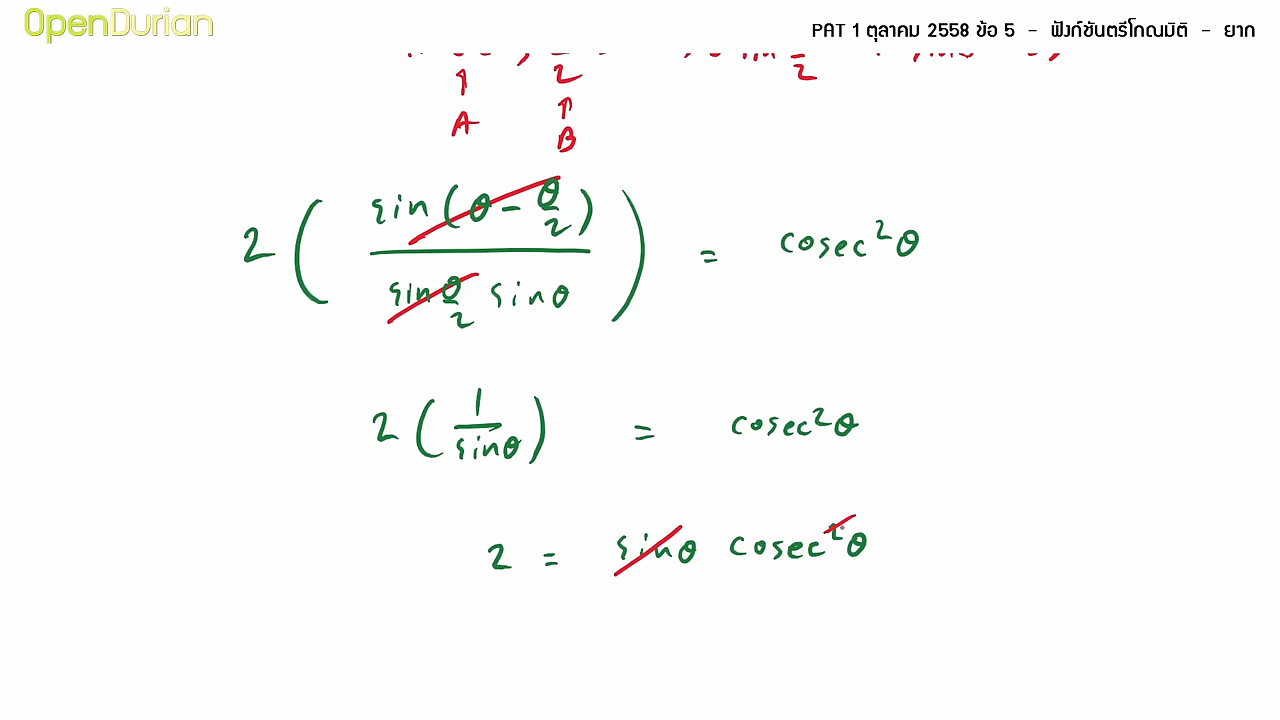 OpenDurian
PAT 1 ตุลาคม 2558 ข้อ 5 - ฟังก์ชันตรีโกณมิติ - ยาก
2
↑ ↑
A B
2 ( sin(θ - θ/2) / sin θ/2 sinθ ) = cosec²θ
2 ( 1 / sinθ ) = cosec²θ
2 = sinθ cosec²θ